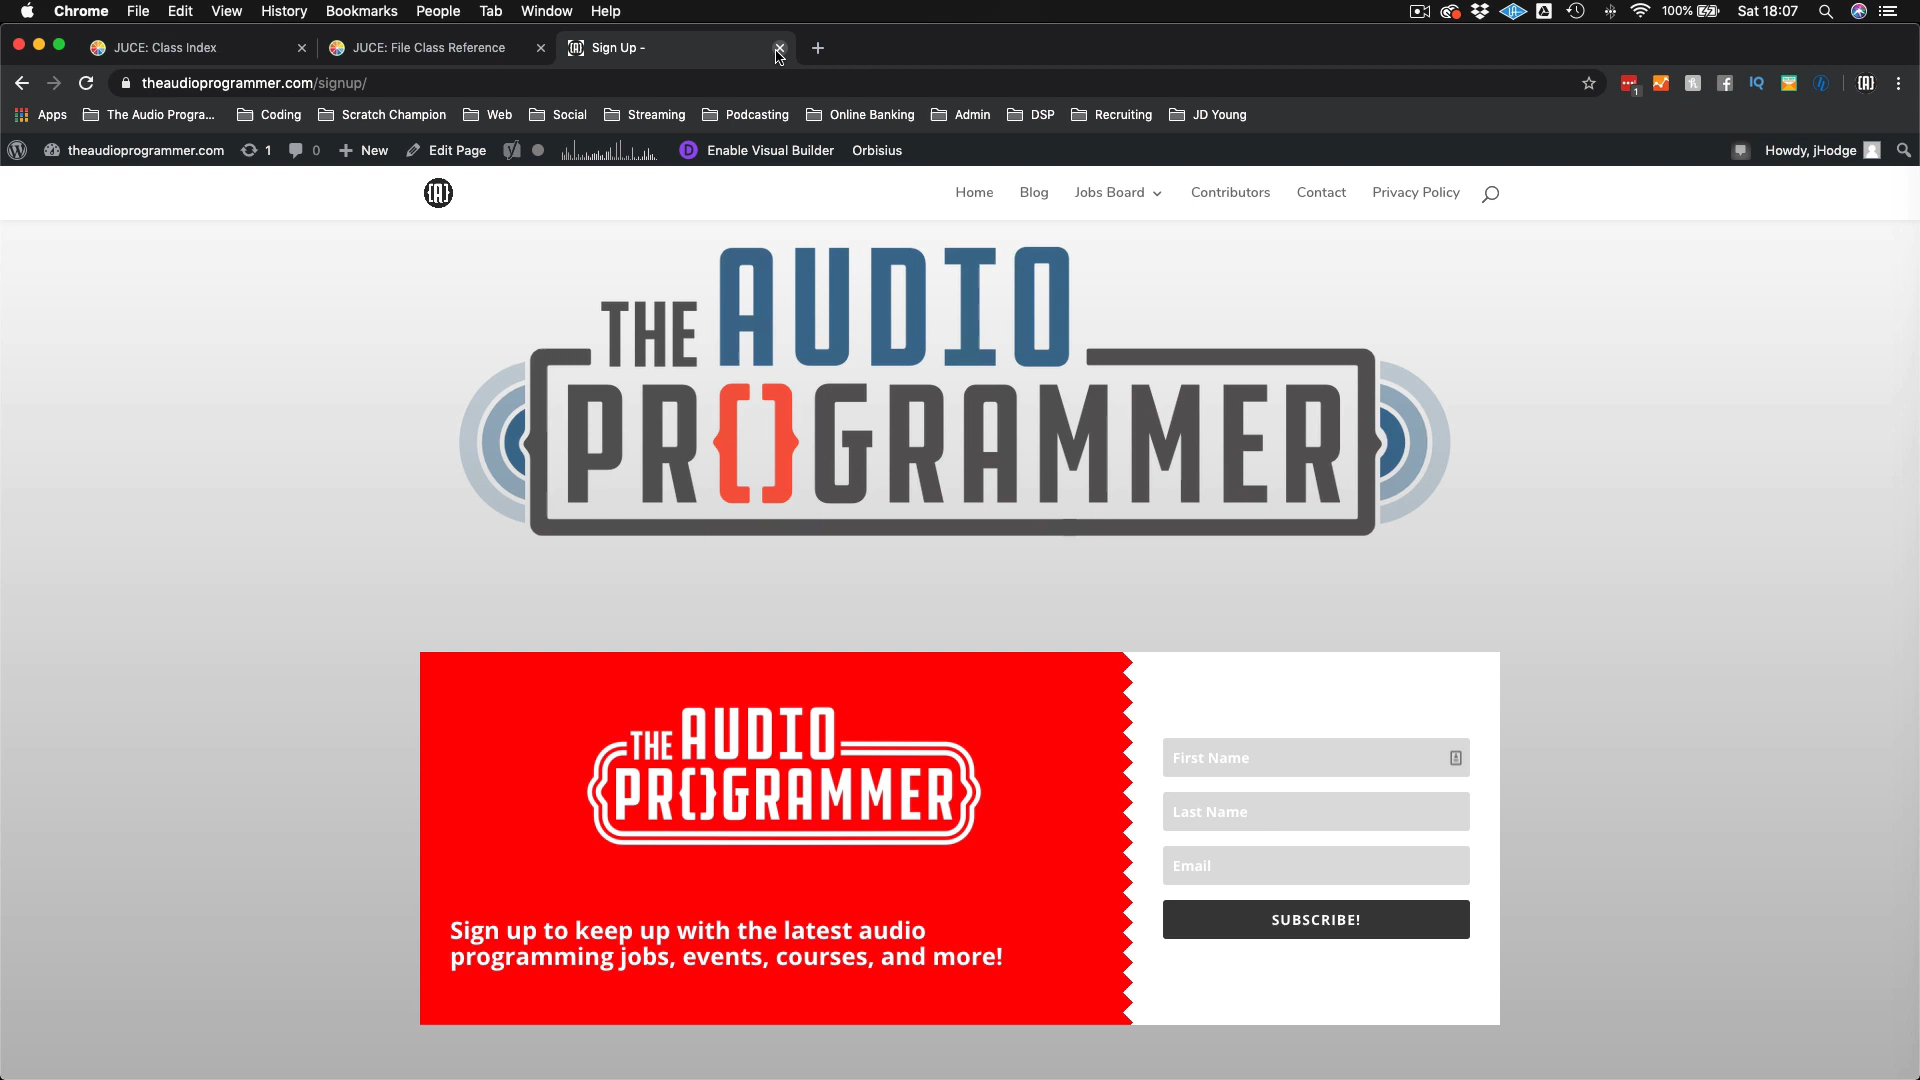 Chrome File Edit View History Bookmarks People Tab Window Help 100% Sat 18:07
JUCE: Class Index JUCE: File Class Reference Sign Up -
theaudioprogrammer.com/signup/
Apps The Audio Progra... Coding Scratch Champion Web Social Streaming Podcasting Online Banking Admin DSP Recruiting JD Young
theaudioprogrammer.com 1 0 New Edit Page Enable Visual Builder Orbisius Howdy, jHodge
Home Blog Jobs Board Contributors Contact Privacy Policy
THE AUDIO
PROGRAMMER
THE AUDIO
PROGRAMMER
Sign up to keep up with the latest audio
programming jobs, events, courses, and more!
First Name
Last Name
Email
SUBSCRIBE!